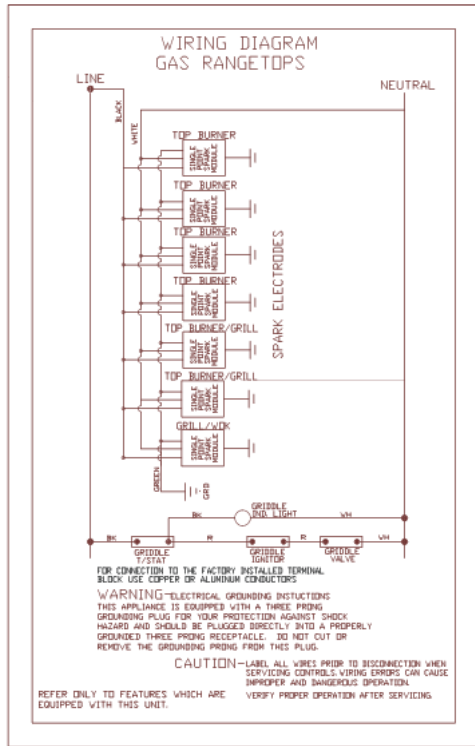 WIRING DIAGRAM
GAS RANGETOPS
LINE
NEUTRAL
BLACK
WHITE
TOP BURNER
SINGLE
POINT
SPARK
MODULE
TOP BURNER
SINGLE
POINT
SPARK
MODULE
TOP BURNER
SINGLE
POINT
SPARK
MODULE
TOP BURNER
SINGLE
POINT
SPARK
MODULE
TOP BURNER/GRILL
SINGLE
POINT
SPARK
MODULE
TOP BURNER/GRILL
SINGLE
POINT
SPARK
MODULE
GRILL/WOK
SINGLE
POINT
SPARK
MODULE
SPARK ELECTRODES
GREEN
GRD
BK
GRIDDLE
IND. LIGHT
WH
BK
GRIDDLE
T/STAT
R
GRIDDLE
IGNITOR
R
GRIDDLE
VALVE
WH
FOR CONNECTION TO THE FACTORY INSTALLED TERMINAL
BLOCK USE COPPER OR ALUMINUM CONDUCTORS
WARNING-ELECTRICAL GROUNDING INSTUCTIONS
THIS APPLIANCE IS EQUIPPED WITH A THREE PRONG
GROUNDING PLUG FOR YOUR PROTECTION AGAINST SHOCK
HAZARD AND SHOULD BE PLUGGED DIRECTLY INTO A PROPERLY
GROUNDED THREE PRONG RECEPTACLE. DO NOT CUT OR
REMOVE THE GROUNDING PRONG FROM THIS PLUG.
CAUTION-LABEL ALL WIRES PRIOR TO DISCONNECTION WHEN
SERVICING CONTROLS. WIRING ERRORS CAN CAUSE
IMPROPER AND DANGEROUS OPERATION.
VERIFY PROPER OPERATION AFTER SERVICING.
REFER ONLY TO FEATURES WHICH ARE
EQUIPPED WITH THIS UNIT.